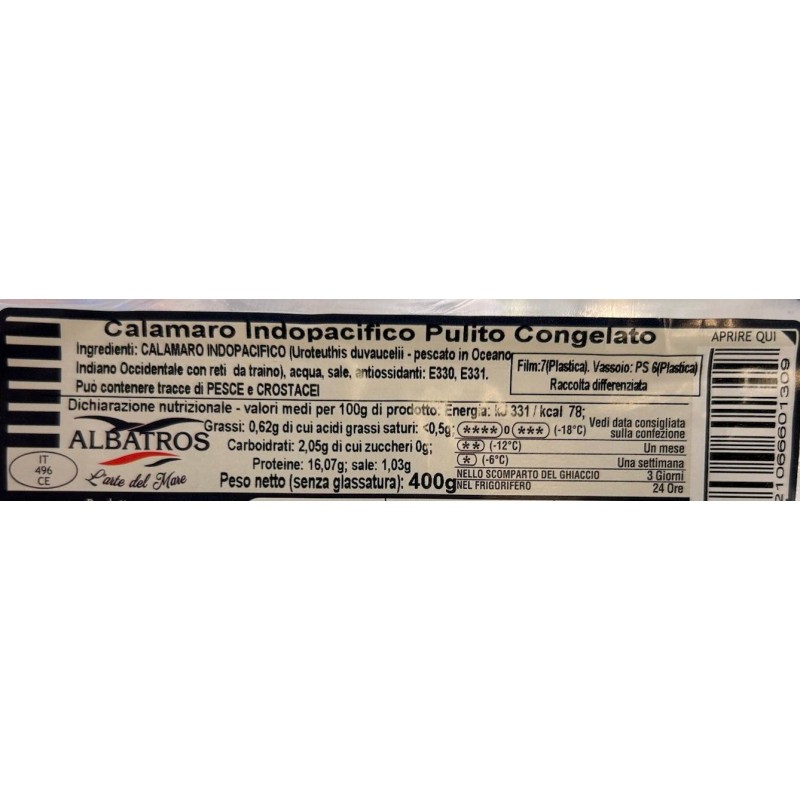 Calamaro Indopacifico Pulito Congelato
APRIRE QUI
Ingredienti: CALAMARO INDOPACIFICO (Uroteuthis duvaucelii - pescato in Oceano
Indiano Occidentale con reti da traino), acqua, sale, antiossidanti: E330, E331.
Può contenere tracce di PESCE e CROSTACEI
Film:7(Plastica). Vassoio: PS 6(Plastica)
Raccolta differenziata
Dichiarazione nutrizionale - valori medi per 100g di prodotto: Energia: kJ 331 / kcal 78;
Grassi: 0,62g di cui acidi grassi saturi: <0,5g;
Carboidrati: 2,05g di cui zuccheri 0g;
Proteine: 16,07g; sale: 1,03g
Peso netto (senza glassatura): 400g
ALBATROS
L'arte del Mare
IT
496
CE
(****)O(***) (-18°C) Vedi data consigliata
sulla confezione
(**) (-12°C) Un mese
(*) (-6°C) Una settimana
NELLO SCOMPARTO DEL GHIACCIO 3 Giorni
NEL FRIGORIFERO 24 Ore
210666601309